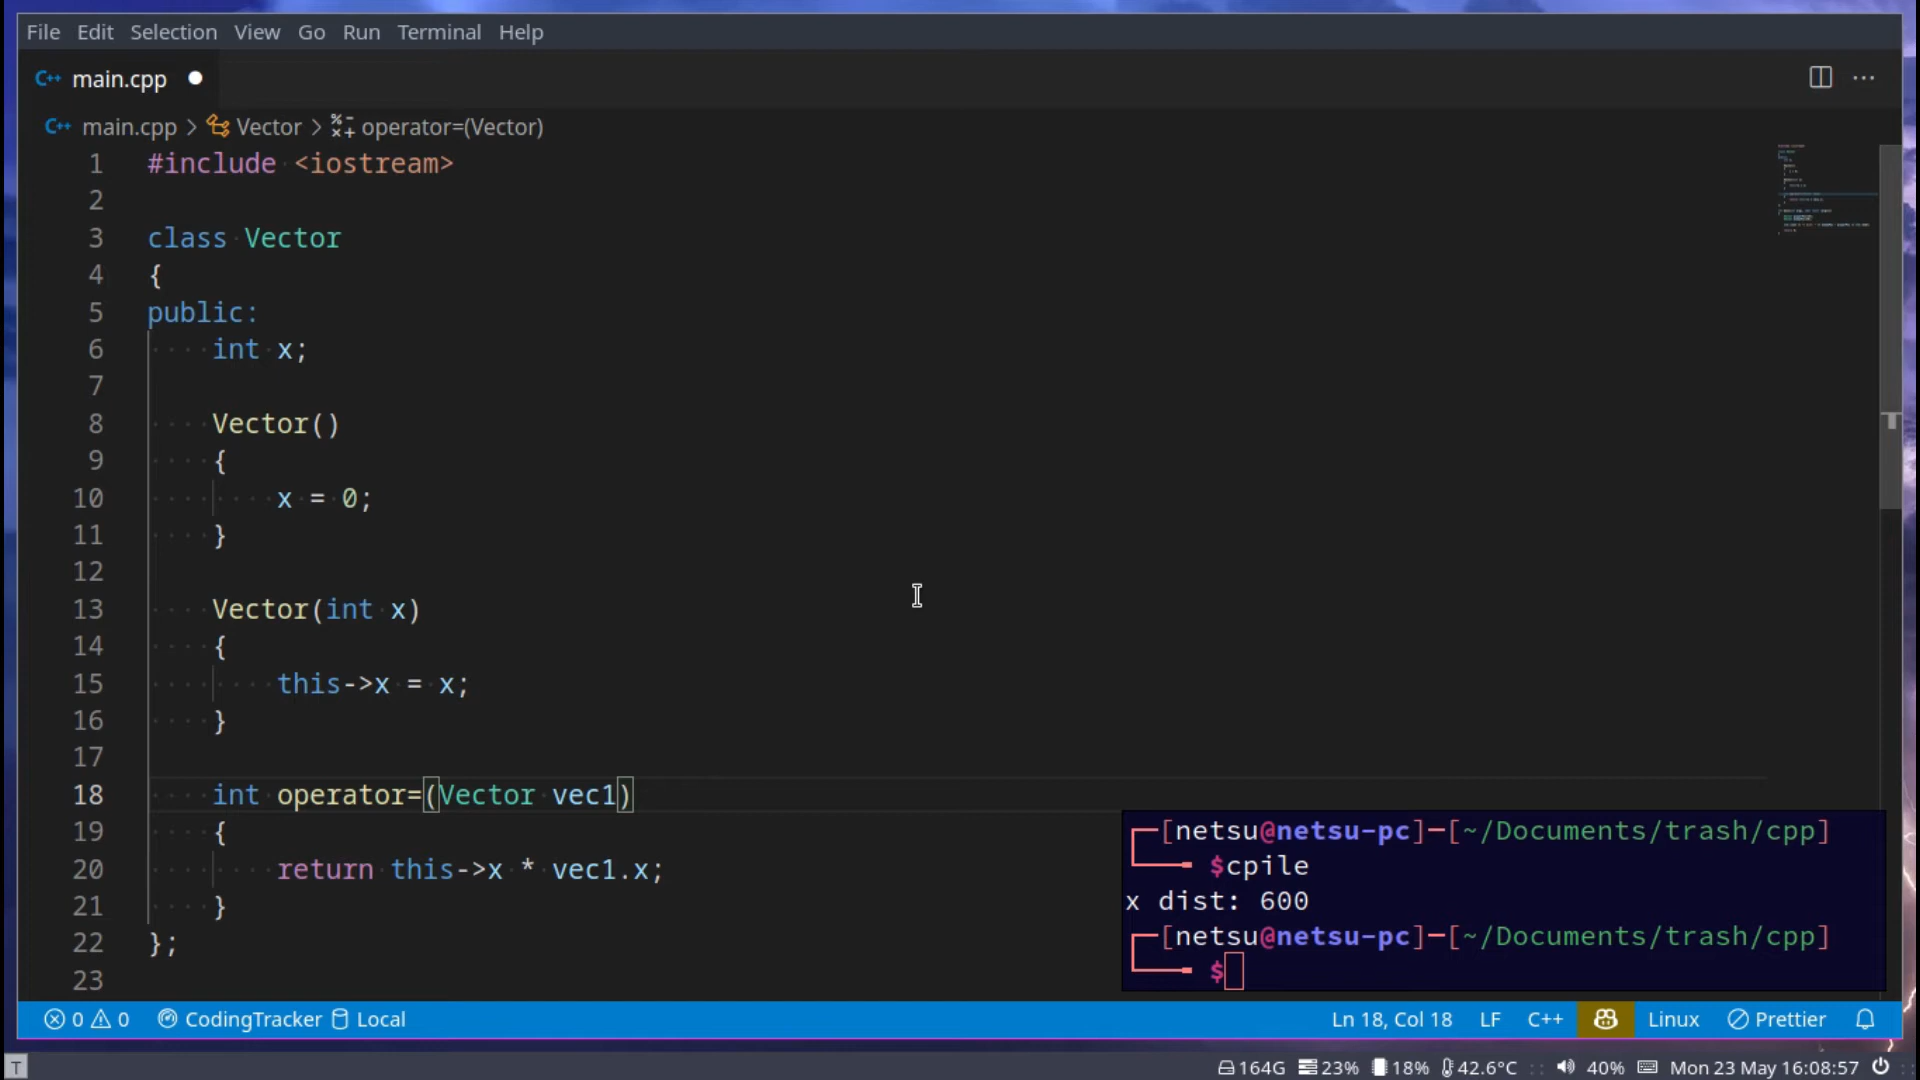 File Edit Selection View Go Run Terminal Help
C++ main.cpp
C++ main.cpp > Vector > operator=(Vector)
1 #include <iostream>
2
3 class Vector
4 {
5 public:
6 int x;
7
8 Vector()
9 {
10 x = 0;
11 }
12
13 Vector(int x)
14 {
15 this->x = x;
16 }
17
18 int operator=(Vector vec1)
19 {
20 return this->x * vec1.x;
21 }
22 };
23
[netsu@netsu-pc]-[~/Documents/trash/cpp]
$cpile
x dist: 600
[netsu@netsu-pc]-[~/Documents/trash/cpp]
$
0 0 CodingTracker Local Ln 18, Col 18 LF C++ Linux Prettier
T 164G 23% 18% 42.6°C :: 40% Mon 23 May 16:08:57